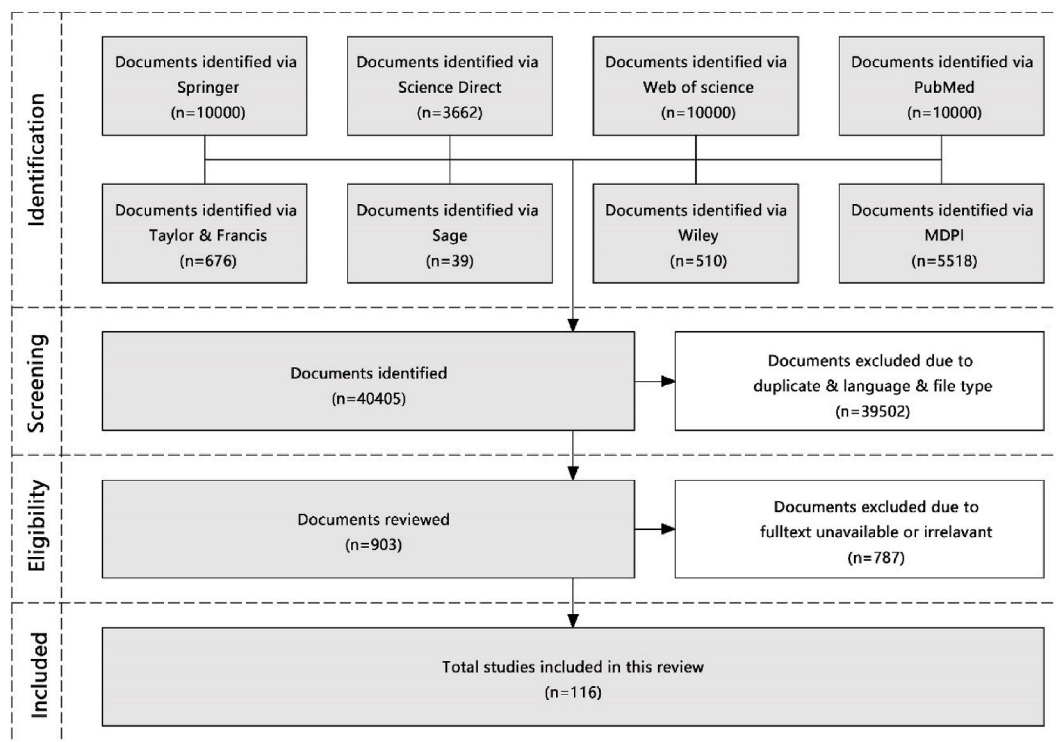 Identification
Documents identified via
Springer
(n=10000)
Documents identified via
Science Direct
(n=3662)
Documents identified via
Web of science
(n=10000)
Documents identified via
PubMed
(n=10000)
Documents identified via
Taylor & Francis
(n=676)
Documents identified via
Sage
(n=39)
Documents identified via
Wiley
(n=510)
Documents identified via
MDPI
(n=5518)
Screening
Documents identified
(n=40405)
Documents excluded due to
duplicate & language & file type
(n=39502)
Eligibility
Documents reviewed
(n=903)
Documents excluded due to
fulltext unavailable or irrelavant
(n=787)
Included
Total studies included in this review
(n=116)